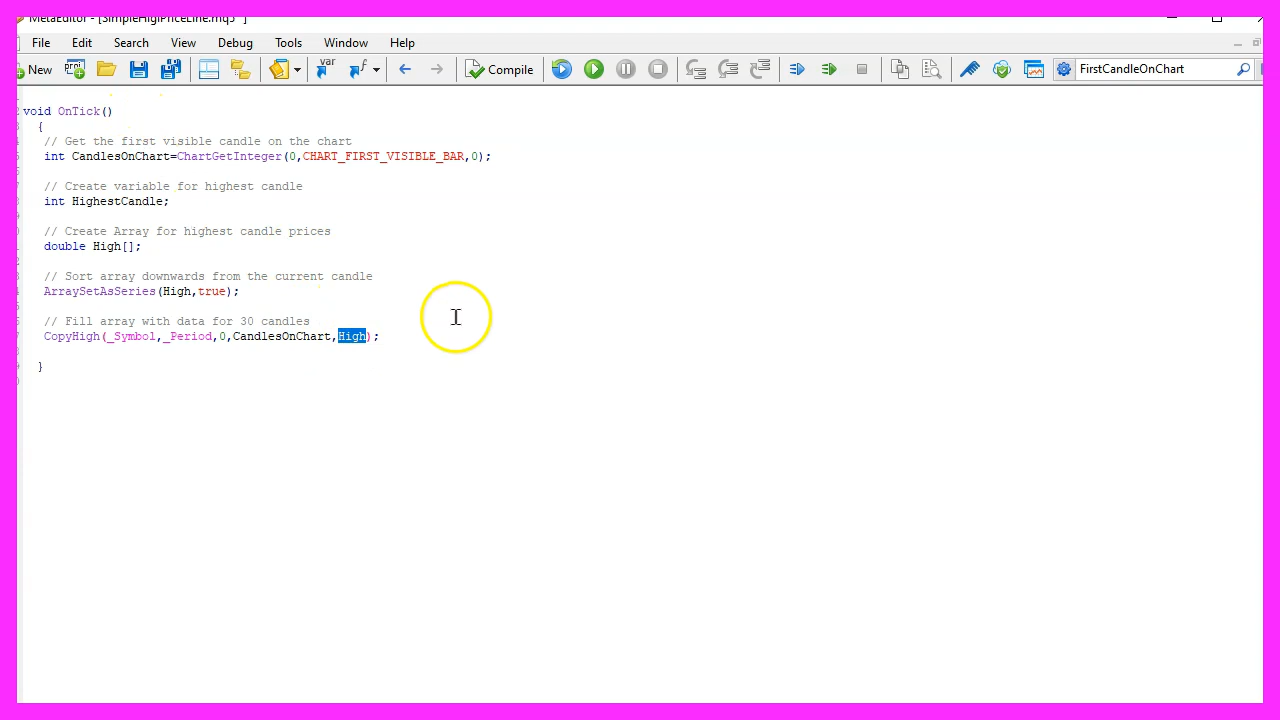 MetaEditor - [SimpleHighPriceLine.mq5 ]
File Edit Search View Debug Tools Window Help
New var Compile FirstCandleOnChart
void OnTick()
{
// Get the first visible candle on the chart
int CandlesOnChart=ChartGetInteger(0,CHART_FIRST_VISIBLE_BAR,0);
// Create variable for highest candle
int HighestCandle;
// Create Array for highest candle prices
double High[];
// Sort array downwards from the current candle
ArraySetAsSeries(High,true);
// Fill array with data for 30 candles
CopyHigh(_Symbol,_Period,0,CandlesOnChart,High);
}